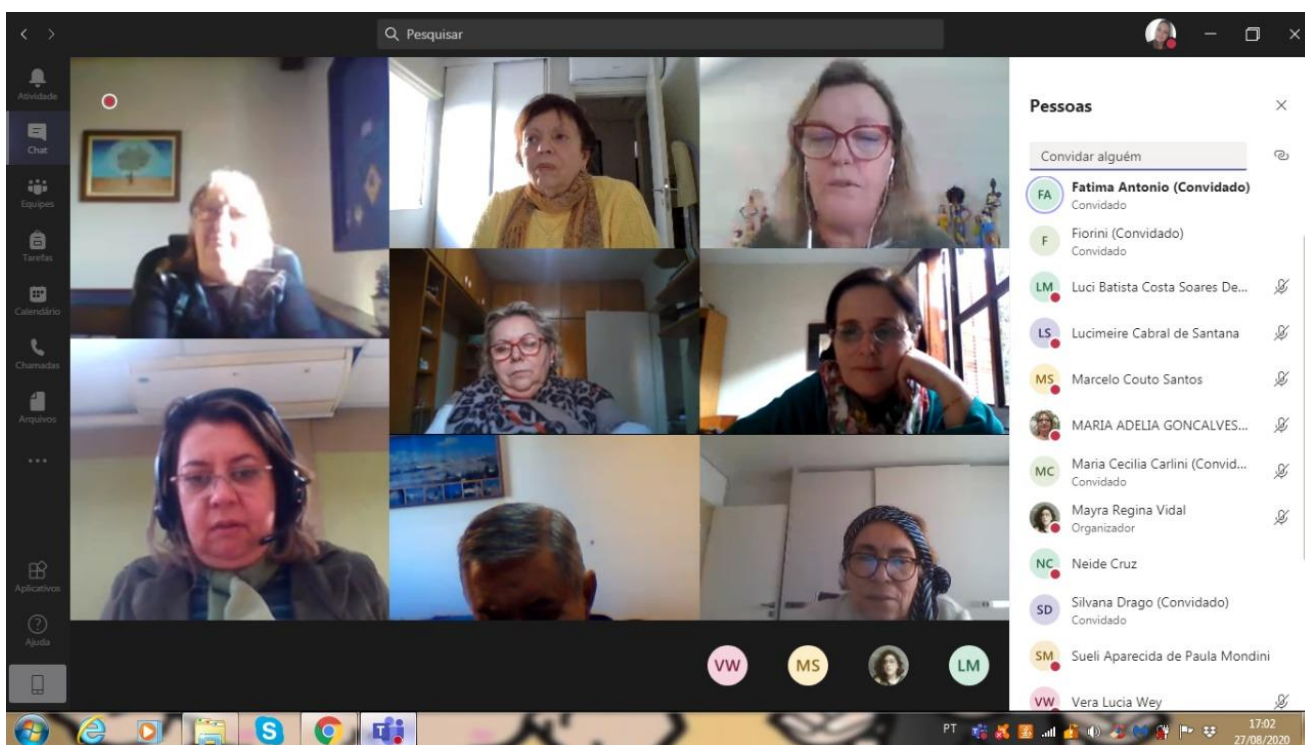 Pesquisar
Atividade
Chat
Equipes
Tarefas
Calendário
Chamadas
Arquivos
Aplicativos
Ajuda
Pessoas
Convidar alguém
FA
Fatima Antonio (Convidado)
Convidado
F
Fiorini (Convidado)
Convidado
LM
Luci Batista Costa Soares De...
LS
Lucimeire Cabral de Santana
MS
Marcelo Couto Santos
MARIA ADELIA GONCALVES...
MC
Maria Cecilia Carlini (Convid...
Convidado
Mayra Regina Vidal
Organizador
NC
Neide Cruz
SD
Silvana Drago (Convidado)
Convidado
SM
Sueli Aparecida de Paula Mondini
VW
Vera Lucia Wey
VW
MS
LM
PT
17:02
27/08/2020